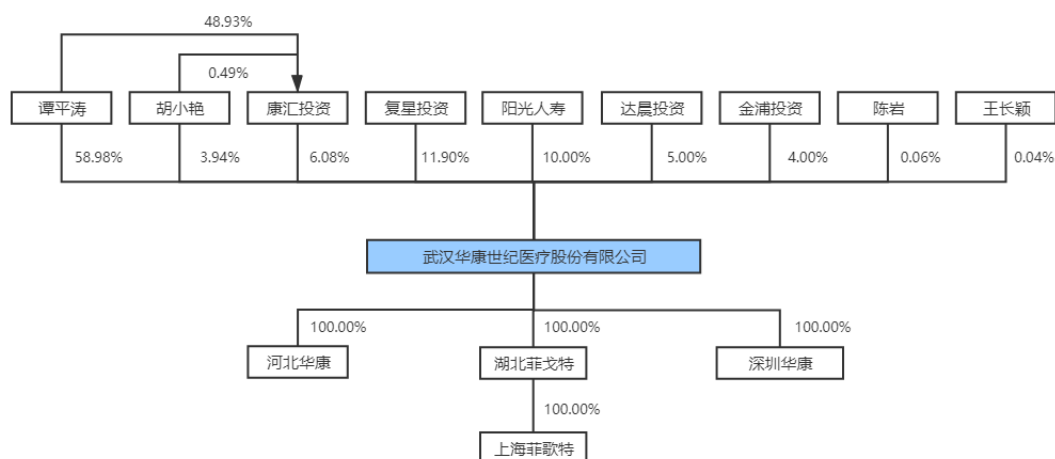 48.93%
0.49%
谭平涛
胡小艳
康汇投资
复星投资
阳光人寿
达晨投资
金浦投资
陈岩
王长颖
58.98%
3.94%
6.08%
11.90%
10.00%
5.00%
4.00%
0.06%
0.04%
武汉华康世纪医疗股份有限公司
100.00%
100.00%
100.00%
河北华康
湖北菲戈特
深圳华康
100.00%
上海菲歌特